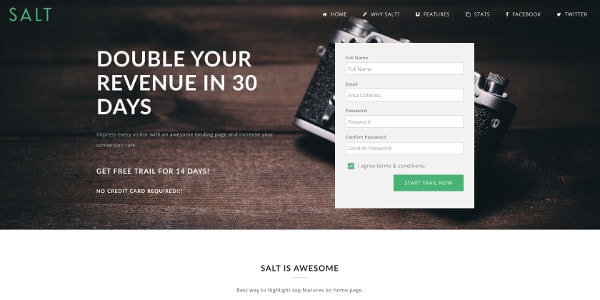 SALT
HOME WHY SALT? FEATURES STATS FACEBOOK TWITTER
DOUBLE YOUR
REVENUE IN 30
DAYS
Impress every visitor with an awesome landing page and increase your
conversion rate
GET FREE TRAIL FOR 14 DAYS!
NO CREDIT CARD REQUIRED!!!
Full Name
Full Name
Email
Email address
Password
Password
Confirm Password
Confirm Password
I agree terms & conditions.
START TRAIL NOW
SALT IS AWESOME
Best way to highlight top features on home page.